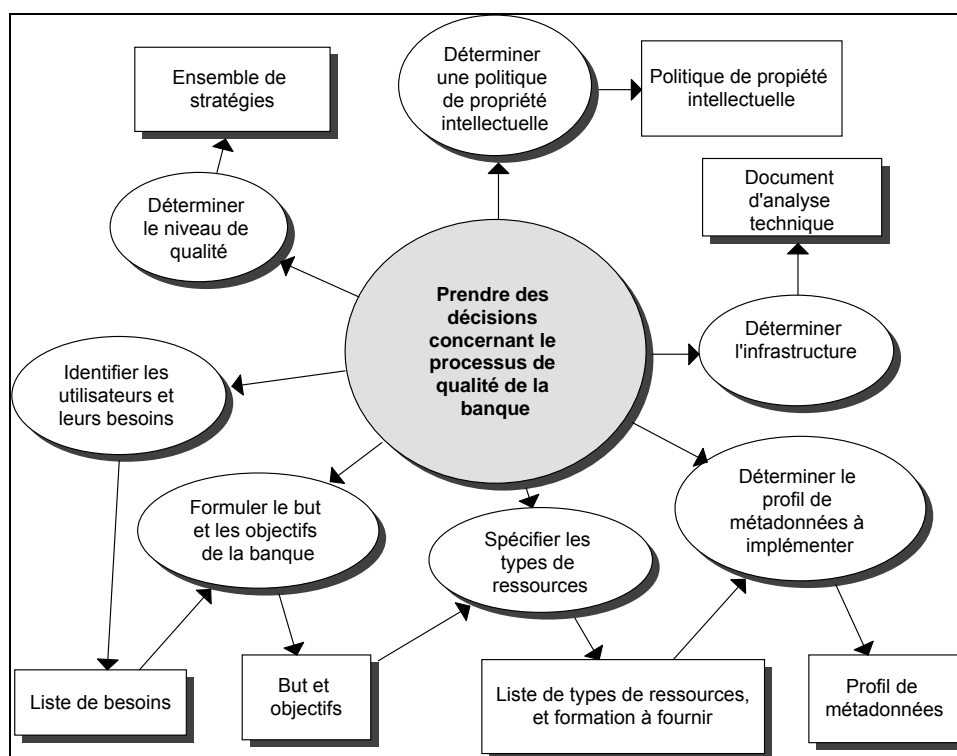 Ensemble de
stratégies
Déterminer
une politique
de propriété
intellectuelle
Politique de propiété
intellectuelle
Document
d'analyse
technique
Déterminer
le niveau de
qualité
Prendre des
décisions
concernant le
processus de
qualité de la
banque
Déterminer
l'infrastructure
Identifier les
utilisateurs et
leurs besoins
Formuler le but
et les objectifs
de la banque
Spécifier les
types de
ressources
Déterminer le
profil de
métadonnées à
implémenter
Liste de besoins
But et
objectifs
Liste de types de ressources,
et formation à fournir
Profil de
métadonnées